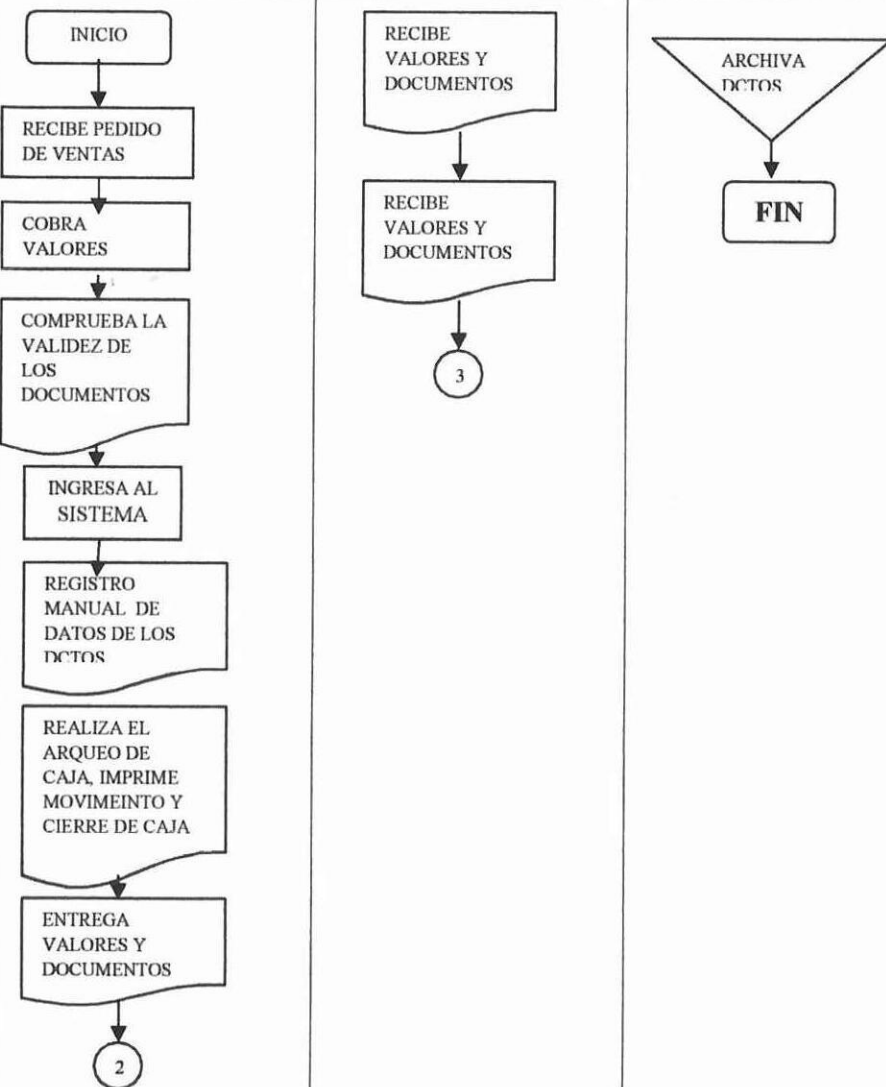 INICIO
RECIBE PEDIDO
DE VENTAS
COBRA
VALORES
COMPRUEBA LA
VALIDEZ DE
LOS
DOCUMENTOS
INGRESA AL
SISTEMA
REGISTRO
MANUAL DE
DATOS DE LOS
DCTOS
REALIZA EL
ARQUEO DE
CAJA, IMPRIME
MOVIMEINTO Y
CIERRE DE CAJA
ENTREGA
VALORES Y
DOCUMENTOS
2
RECIBE
VALORES Y
DOCUMENTOS
RECIBE
VALORES Y
DOCUMENTOS
3
ARCHIVA
DCTOS
FIN